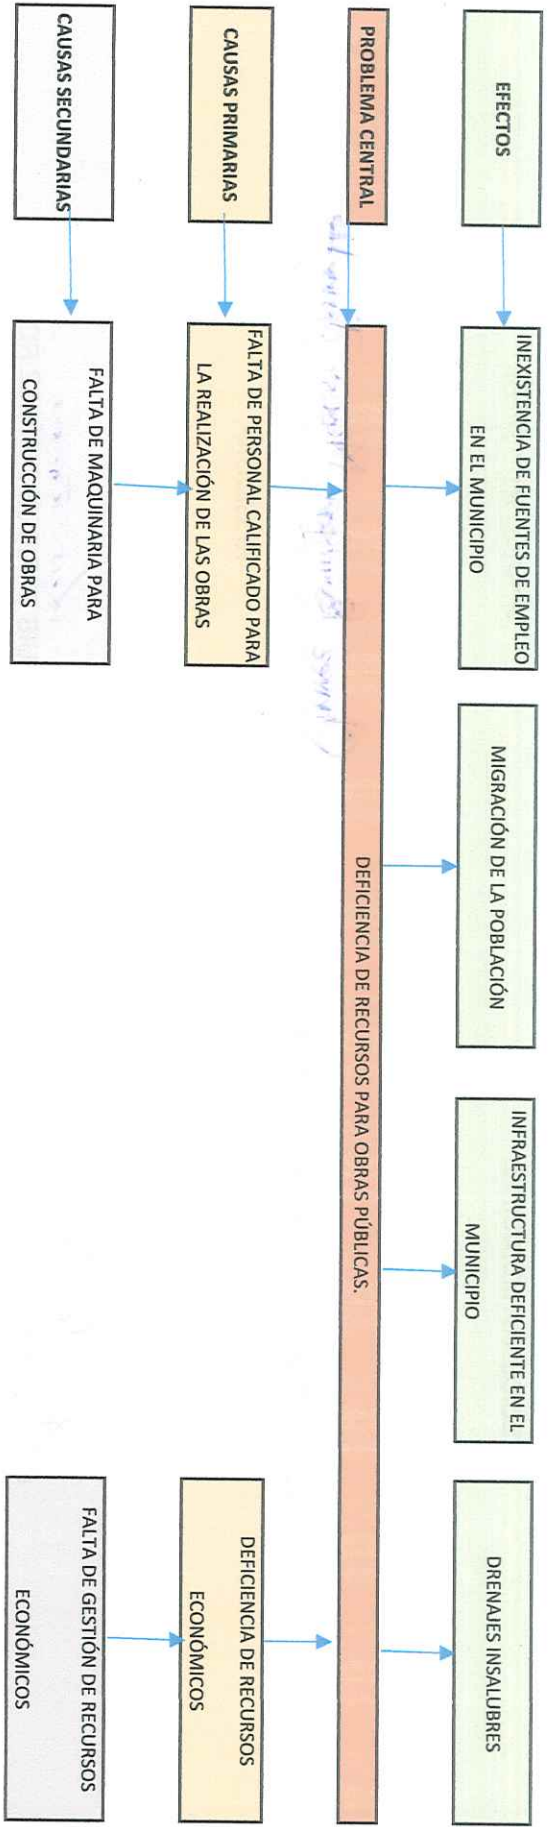 EFECTOS
INEXISTENCIA DE FUENTES DE EMPLEO
EN EL MUNICIPIO
MIGRACIÓN DE LA POBLACIÓN
INFRAESTRUCTURA DEFICIENTE EN EL
MUNICIPIO
DRENAJES INSALUBRES
PROBLEMA CENTRAL
DEFICIENCIA DE RECURSOS PARA OBRAS PÚBLICAS.
CAUSAS PRIMARIAS
FALTA DE PERSONAL CALIFICADO PARA
LA REALIZACIÓN DE LAS OBRAS
DEFICIENCIA DE RECURSOS
ECONÓMICOS
CAUSAS SECUNDARIAS
FALTA DE MAQUINARIA PARA
CONSTRUCCIÓN DE OBRAS
FALTA DE GESTIÓN DE RECURSOS
ECONÓMICOS